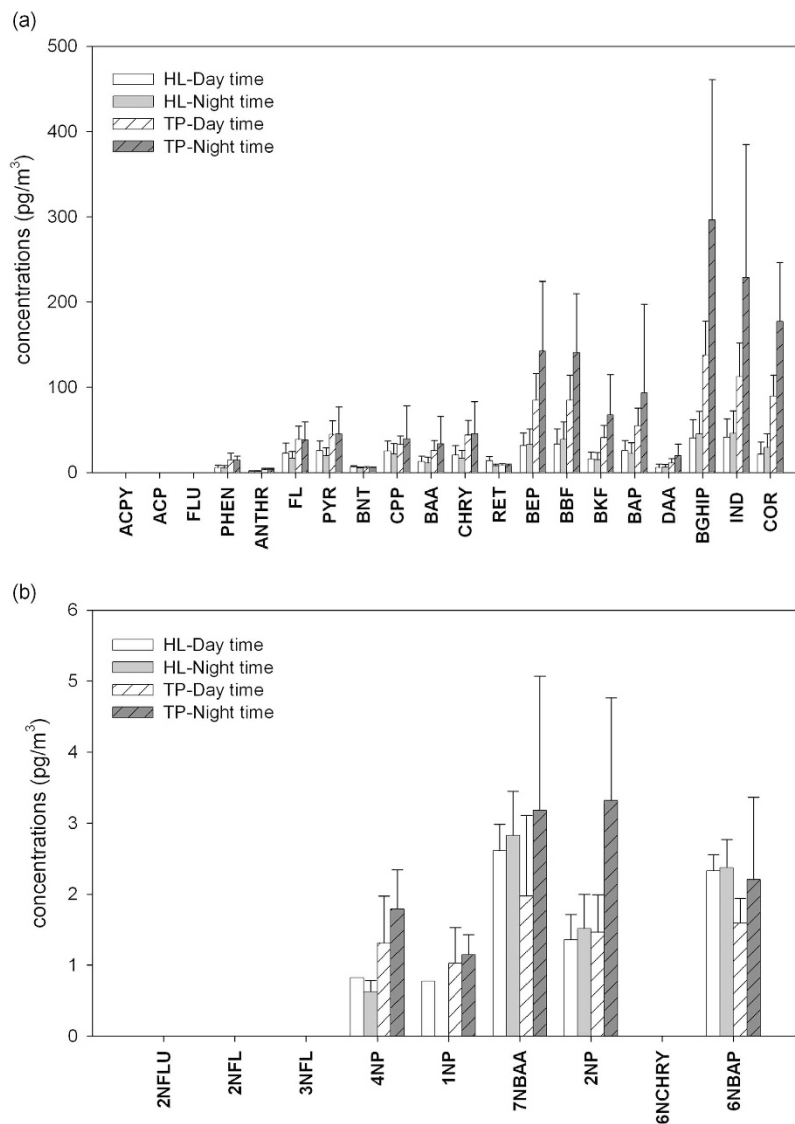 (a)
500
400
300
200
100
0
concentrations (pg/m³)
HL-Day time
HL-Night time
TP-Day time
TP-Night time
ACPY
ACP
FLU
PHEN
ANTHR
FL
PYR
BNT
CPP
BAA
CHRY
RET
BEP
BBF
BKF
BAP
DAA
BGHIP
IND
COR
(b)
6
5
4
3
2
1
0
concentrations (pg/m³)
HL-Day time
HL-Night time
TP-Day time
TP-Night time
2NFLU
2NFL
3NFL
4NP
1NP
7NBAA
2NP
6NCHRY
6NBAP